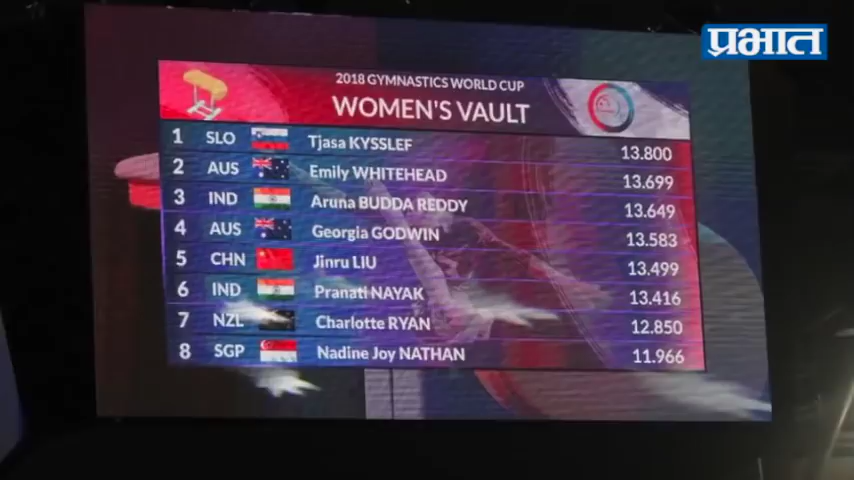 प्रभात
2018 GYMNASTICS WORLD CUP
WOMEN'S VAULT
1 SLO Tjasa KYSSLEF 13.800
2 AUS Emily WHITEHEAD 13.699
3 IND Aruna BUDDA REDDY 13.649
4 AUS Georgia GODWIN 13.583
5 CHN Jinru LIU 13.499
6 IND Pranati NAYAK 13.416
7 NZL Charlotte RYAN 12.850
8 SGP Nadine Joy NATHAN 11.966